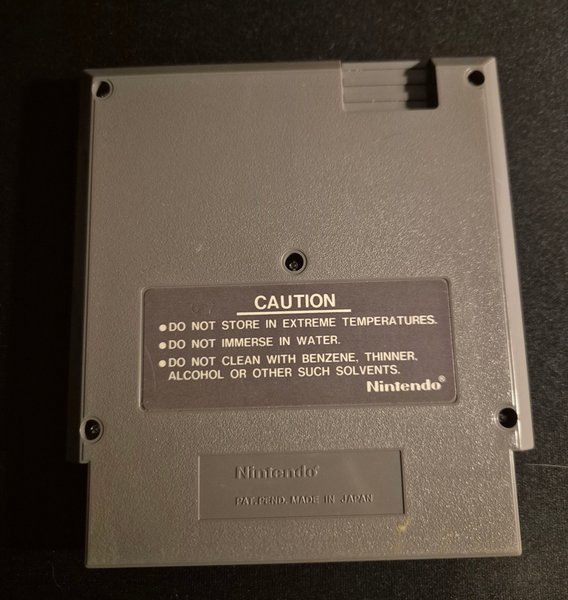 CAUTION
●DO NOT STORE IN EXTREME TEMPERATURES.
●DO NOT IMMERSE IN WATER.
●DO NOT CLEAN WITH BENZENE, THINNER,
ALCOHOL OR OTHER SUCH SOLVENTS.
Nintendo®
Nintendo®
PAT. PEND. MADE IN JAPAN